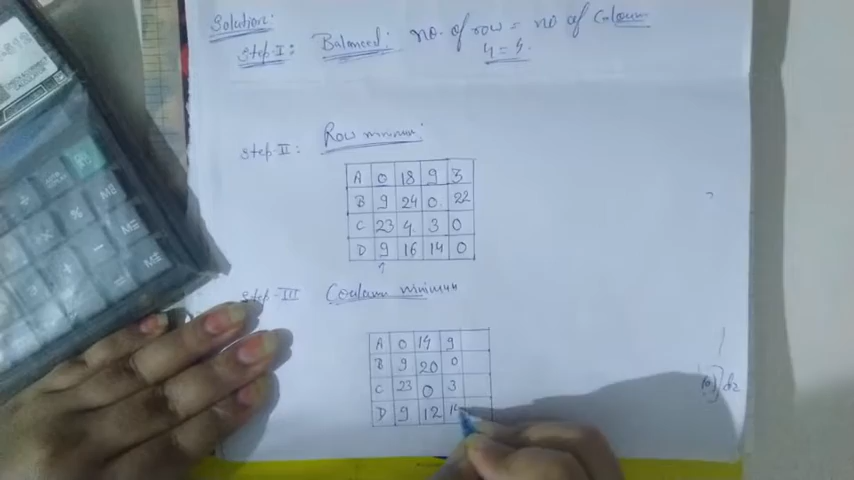 Solution:
Step-I: Balanced: no. of row = no of Coloum
4 = 4.
Step-II: Row minimum:
A 0 18 9 3
B 9 24 0 22
C 23 4 3 0
D 9 16 14 0
Step-III Coulumn minimum
A 0 14 9
B 9 20 0
C 23 0 3
D 9 12